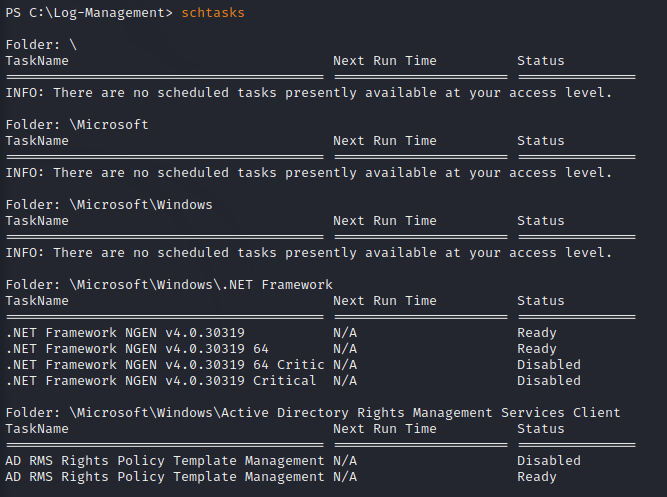 PS C:\Log-Management> schtasks
Folder: \
TaskName Next Run Time Status
======================================== ====================== ===============
INFO: There are no scheduled tasks presently available at your access level.
Folder: \Microsoft
TaskName Next Run Time Status
======================================== ====================== ===============
INFO: There are no scheduled tasks presently available at your access level.
Folder: \Microsoft\Windows
TaskName Next Run Time Status
======================================== ====================== ===============
INFO: There are no scheduled tasks presently available at your access level.
Folder: \Microsoft\Windows\.NET Framework
TaskName Next Run Time Status
======================================== ====================== ===============
.NET Framework NGEN v4.0.30319 N/A Ready
.NET Framework NGEN v4.0.30319 64 N/A Ready
.NET Framework NGEN v4.0.30319 64 Critic N/A Disabled
.NET Framework NGEN v4.0.30319 Critical N/A Disabled
Folder: \Microsoft\Windows\Active Directory Rights Management Services Client
TaskName Next Run Time Status
======================================== ====================== ===============
AD RMS Rights Policy Template Management N/A Disabled
AD RMS Rights Policy Template Management N/A Ready